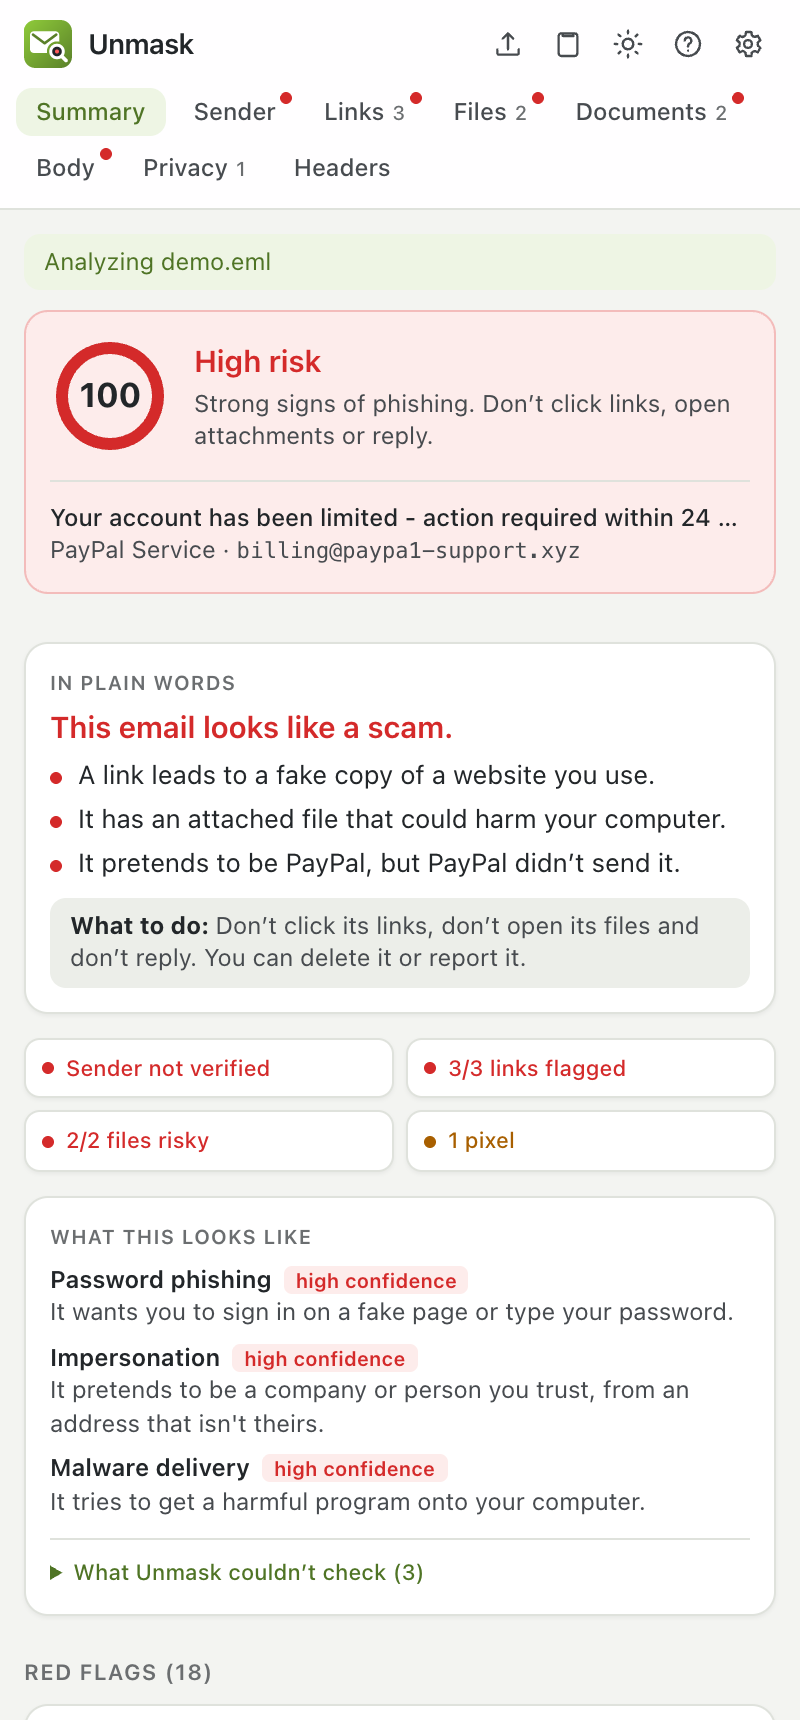 Unmask
Summary
Sender
Links 3
Files 2
Documents 2
Body
Privacy 1
Headers
Analyzing demo.eml
100
High risk
Strong signs of phishing. Don’t click links, open
attachments or reply.
Your account has been limited - action required within 24 ...
PayPal Service · billing@paypa1-support.xyz
IN PLAIN WORDS
This email looks like a scam.
A link leads to a fake copy of a website you use.
It has an attached file that could harm your computer.
It pretends to be PayPal, but PayPal didn’t send it.
What to do: Don’t click its links, don’t open its files and
don’t reply. You can delete it or report it.
Sender not verified
3/3 links flagged
2/2 files risky
1 pixel
WHAT THIS LOOKS LIKE
Password phishing high confidence
It wants you to sign in on a fake page or type your password.
Impersonation high confidence
It pretends to be a company or person you trust, from an
address that isn't theirs.
Malware delivery high confidence
It tries to get a harmful program onto your computer.
What Unmask couldn’t check (3)
RED FLAGS (18)